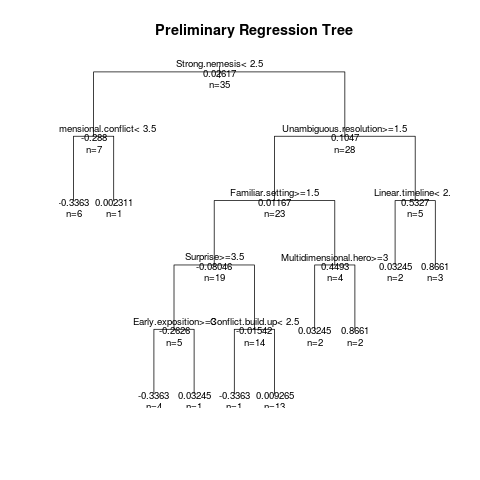 Preliminary Regression Tree
Strong.nemesis< 2.5
0.02617
n=35
mensional.conflict< 3.5
-0.288
n=7
Unambiguous.resolution>=1.5
0.1047
n=28
-0.3363
n=6
0.002311
n=1
Familiar.setting>=1.5
0.01167
n=23
Linear.timeline< 2.
0.5327
n=5
Surprise>=3.5
-0.08046
n=19
Multidimensional.hero>=3
0.4493
n=4
0.03245
n=2
0.8661
n=3
Early.exposition>=3
-0.2626
n=5
Conflict.build.up< 2.5
-0.01542
n=14
0.03245
n=2
0.8661
n=2
-0.3363
n=4
0.03245
n=1
-0.3363
n=1
0.009265
n=13